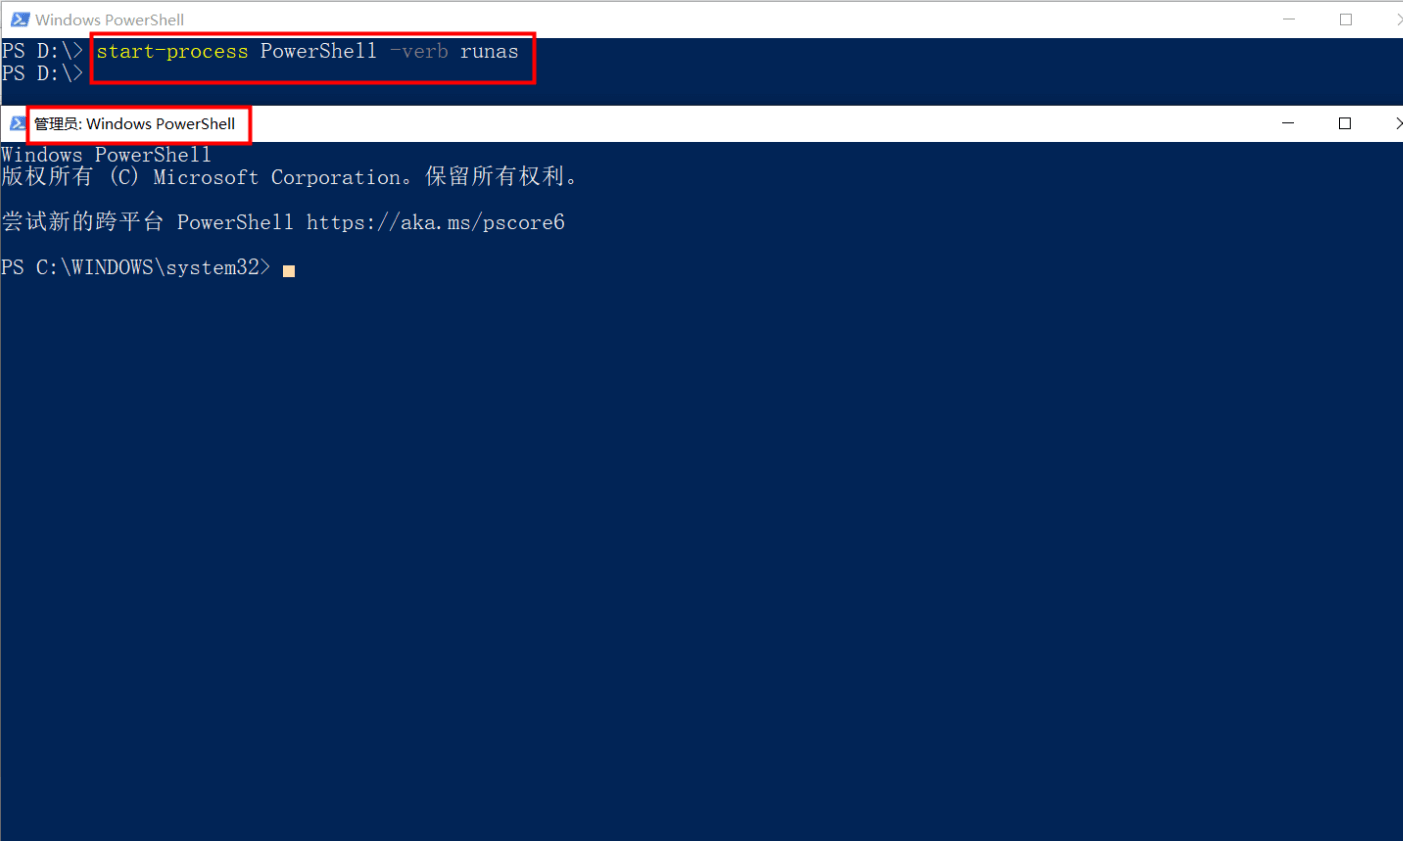 Windows PowerShell
PS D:\> start-process PowerShell -verb runas
PS D:\>
管理员: Windows PowerShell
Windows PowerShell
版权所有 (C) Microsoft Corporation。保留所有权利。
尝试新的跨平台 PowerShell https://aka.ms/pscore6
PS C:\WINDOWS\system32>